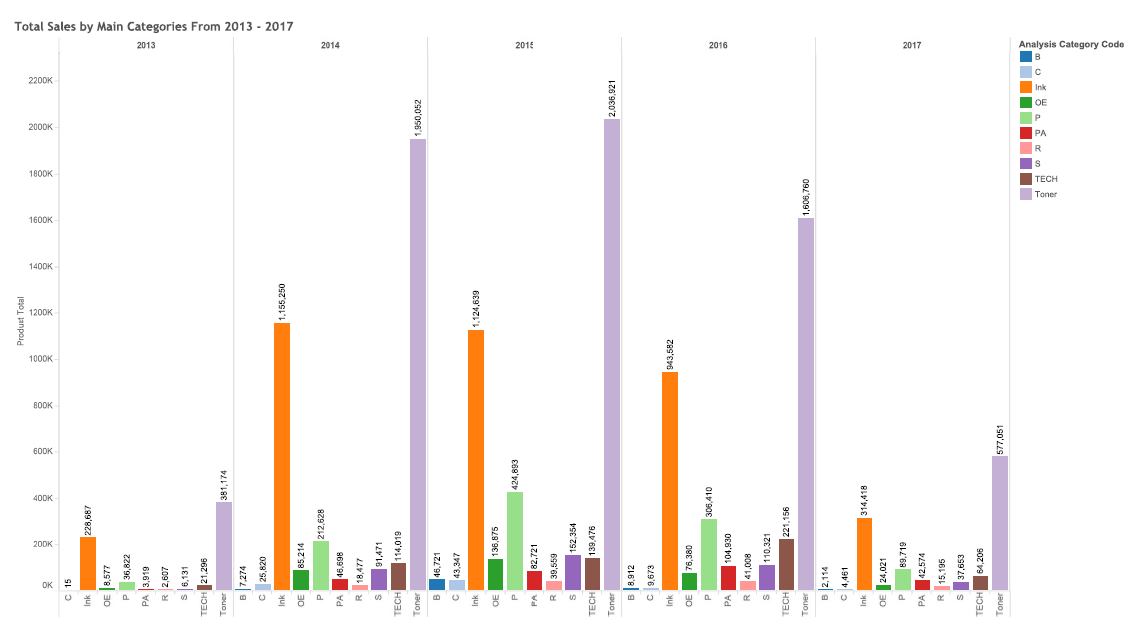 Total Sales by Main Categories From 2013 - 2017
2013
2014
2015
2016
2017
Analysis Category Code
B
C
Ink
OE
P
PA
R
S
TECH
Toner
Product Total
2200K
2000K
1800K
1600K
1400K
1200K
1000K
800K
600K
400K
200K
0K
15
228,687
8,577
36,822
3,919
2,607
6,131
21,296
381,174
7,274
25,820
1,155,250
85,214
212,628
46,698
18,477
91,471
114,019
1,950,052
46,721
43,347
1,124,639
136,875
424,893
82,721
39,559
152,354
139,476
2,036,921
8,912
9,673
943,582
76,380
306,410
104,930
41,008
110,321
221,156
1,606,760
2,114
4,461
314,418
24,021
89,719
42,574
15,195
37,653
64,206
577,051
C Ink OE P PA R S TECH Toner
B C Ink OE P PA R S TECH Toner
B C Ink OE P PA R S TECH Toner
B C Ink OE P PA R S TECH Toner
B C Ink OE P PA R S TECH Toner